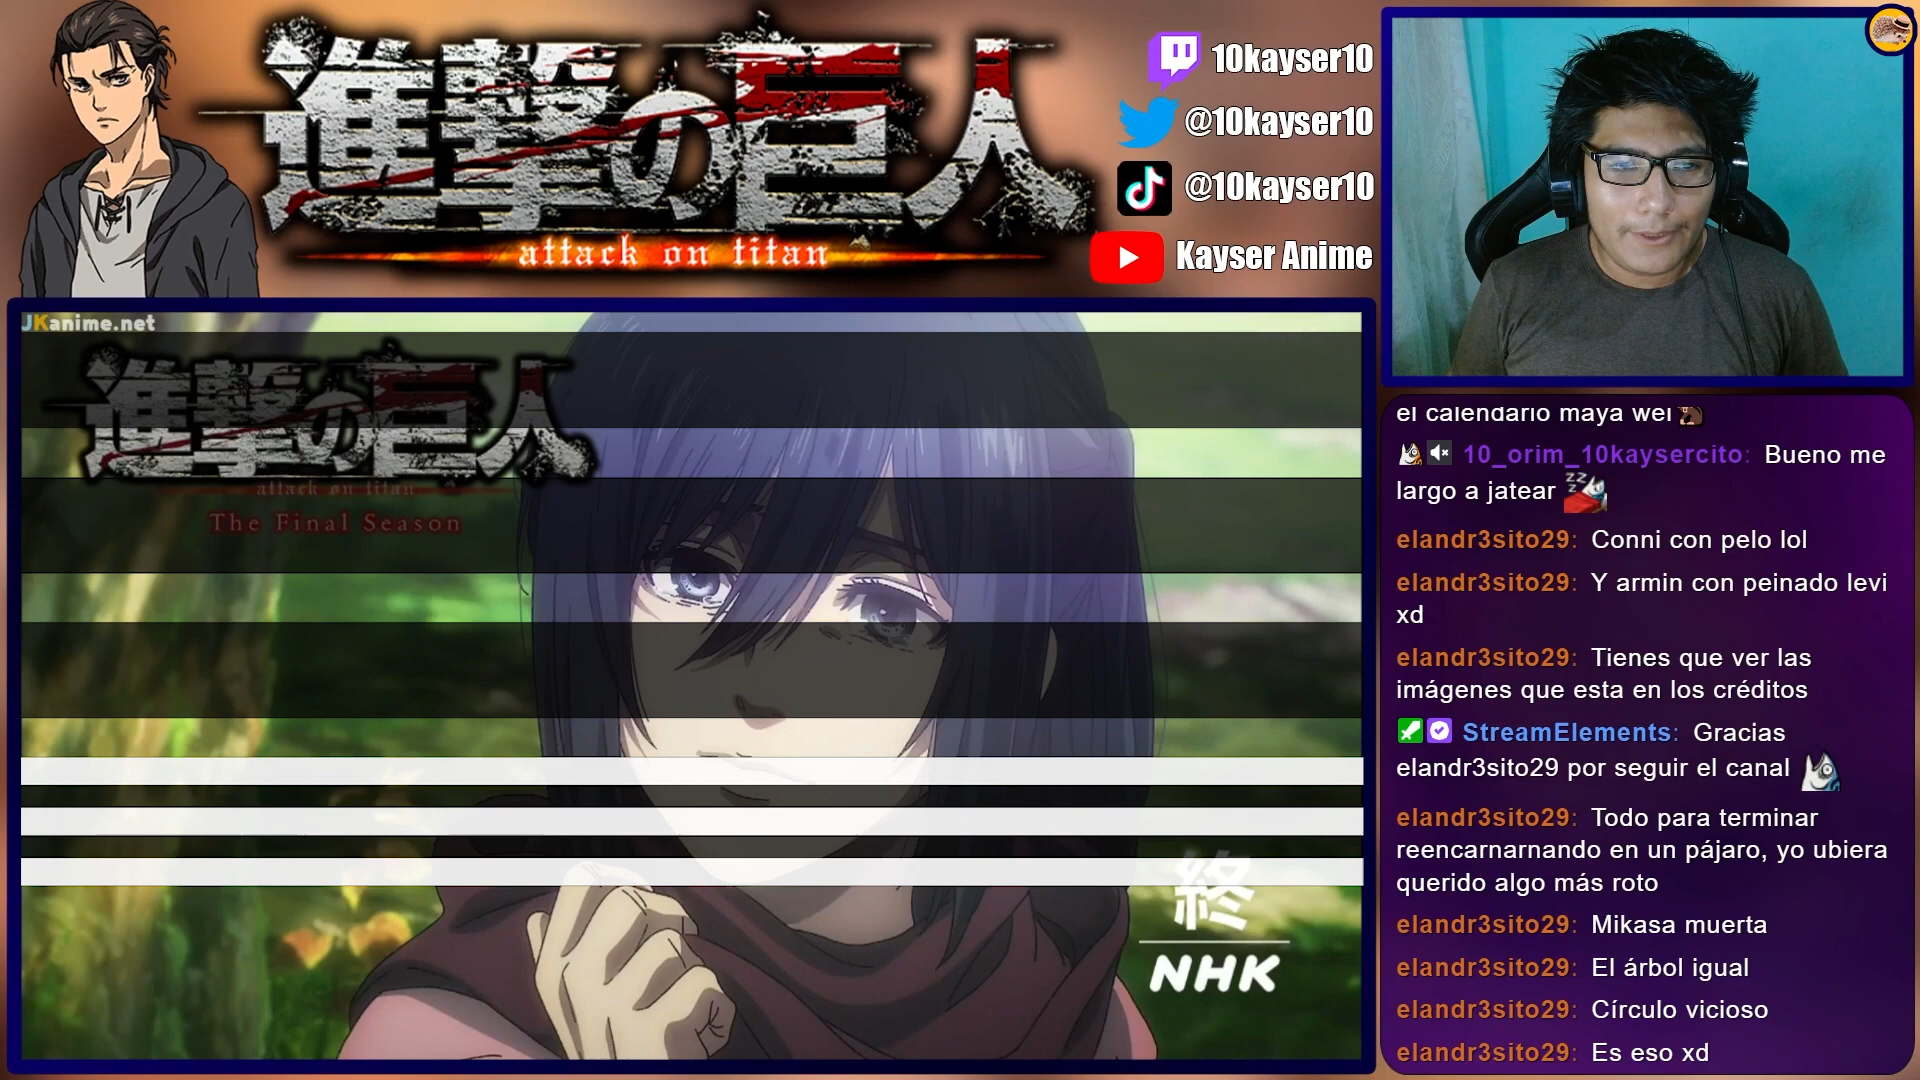 進撃の巨人
attack on titan
10kayser10
@10kayser10
@10kayser10
Kayser Anime
JKanime.net
進撃の巨人
attack on titan
The Final Season
終
NHK
el calendario maya wei
10_orim_10kaysercito: Bueno me
largo a jatear
elandr3sito29: Conni con pelo lol
elandr3sito29: Y armin con peinado levi
xd
elandr3sito29: Tienes que ver las
imágenes que esta en los créditos
StreamElements: Gracias
elandr3sito29 por seguir el canal
elandr3sito29: Todo para terminar
reencarnarnando en un pájaro, yo ubiera
querido algo más roto
elandr3sito29: Mikasa muerta
elandr3sito29: El árbol igual
elandr3sito29: Círculo vicioso
elandr3sito29: Es eso xd